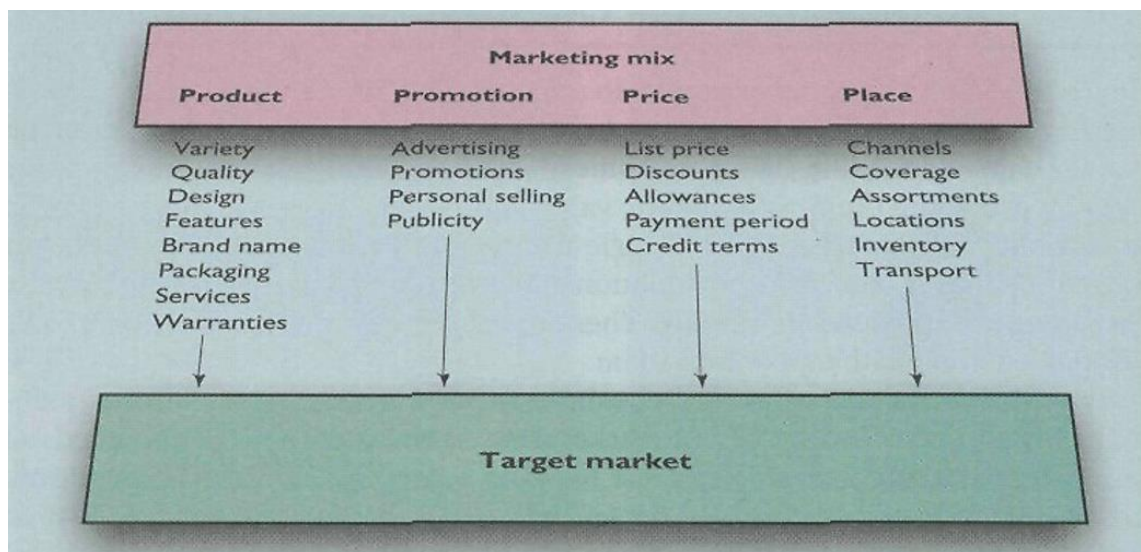 Marketing mix
Product Promotion Price Place
Variety
Quality
Design
Features
Brand name
Packaging
Services
Warranties
Advertising
Promotions
Personal selling
Publicity
List price
Discounts
Allowances
Payment period
Credit terms
Channels
Coverage
Assortments
Locations
Inventory
Transport
Target market